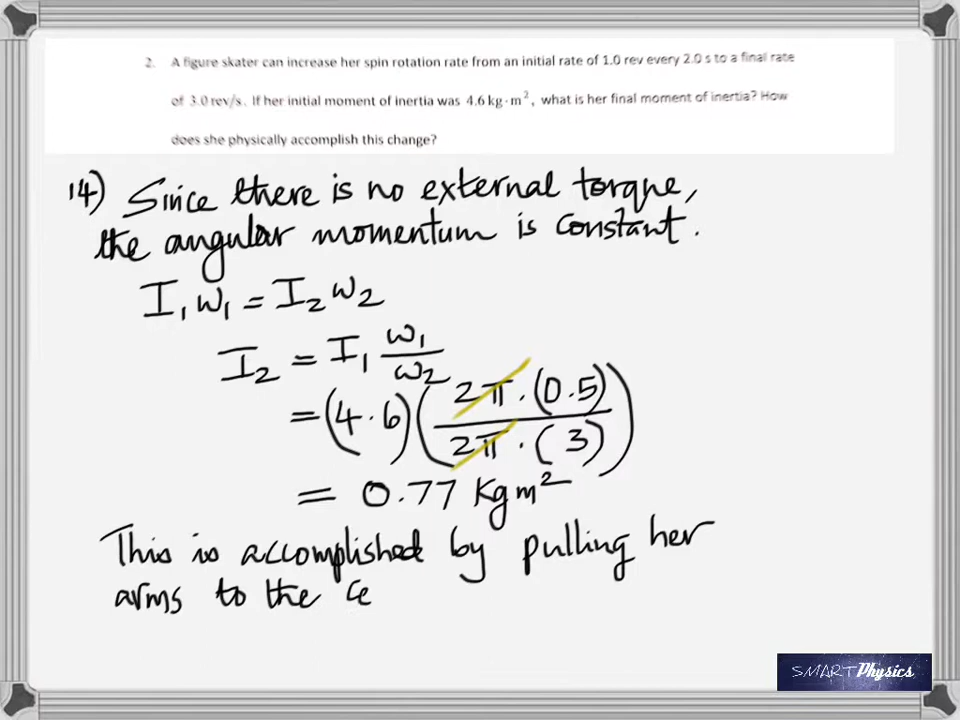 2. A figure skater can increase her spin rotation rate from an initial rate of 1.0 rev every 2.0 s to a final rate
of 3.0 rev/s. If her initial moment of inertia was 4.6 kg · m², what is her final moment of inertia? How
does she physically accomplish this change?
14) Since there is no external torque,
the angular momentum is constant.
I₁ω₁ = I₂ω₂
I₂ = I₁ ω₁/ω₂
= (4.6) (2π · (0.5) / 2π · (3))
= 0.77 Kgm²
This is accomplished by pulling her
arms to the ce
SMARTPhysics